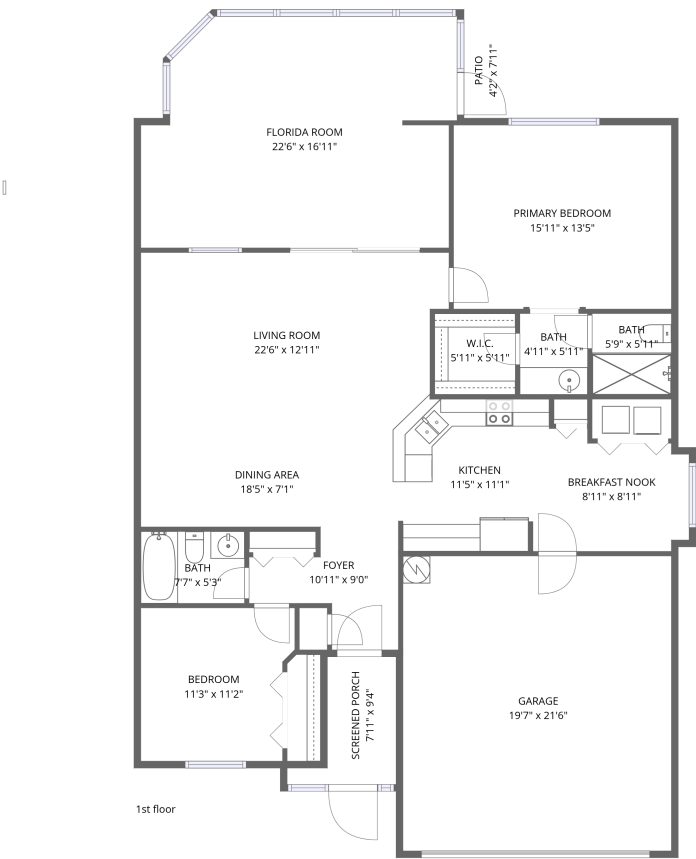 PATIO
4'2" x 7'11"
FLORIDA ROOM
22'6" x 16'11"
PRIMARY BEDROOM
15'11" x 13'5"
LIVING ROOM
22'6" x 12'11"
W.I.C.
5'11" x 5'11"
BATH
4'11" x 5'11"
BATH
5'9" x 5'11"
DINING AREA
18'5" x 7'1"
KITCHEN
11'5" x 11'1"
BREAKFAST NOOK
8'11" x 8'11"
BATH
7'7" x 5'3"
FOYER
10'11" x 9'0"
BEDROOM
11'3" x 11'2"
SCREENED PORCH
7'11" x 9'4"
GARAGE
19'7" x 21'6"
1st floor